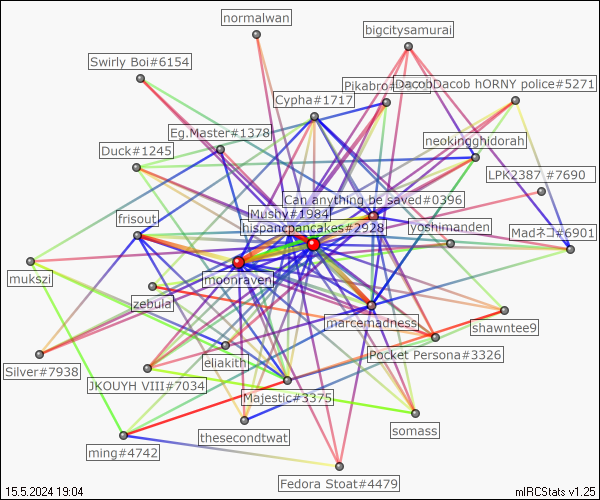 normalwan
bigcitysamurai
Swirly Boi#6154
DacobDacob hORNY police#5271
Cypha#1717
Eg.Master#1378
neokingghidorah
Duck#1245
LPK2387 #7690
Can anything be saved#0396
Mushy#1984
frisout
hispanicpancakes#2928
yoshimanden
Madネコ#6901
mukszi
moonraven
zebula
marcemadness
shawntee9
Pocket Persona#3326
eliakith
Silver#7938
JKOUYH VIII#7034
Majestic#3375
somass
thesecondtwat
ming#4742
Fedora Stoat#4479
15.5.2024 19:04
mIRCStats v1.25